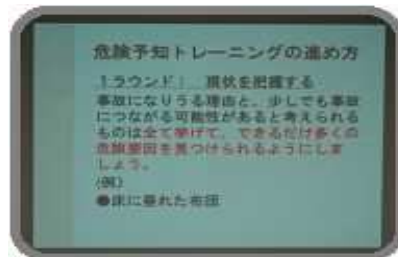 危険予知トレーニングの進め方
1ラウンド： 現状を把握する
事故になりうる理由と、少しでも事故
につながる可能性があると考えられる
ものは全て挙げて、できるだけ多くの
危険要因を見つけられるようにしま
しょう。
(例)
●床に垂れた布団